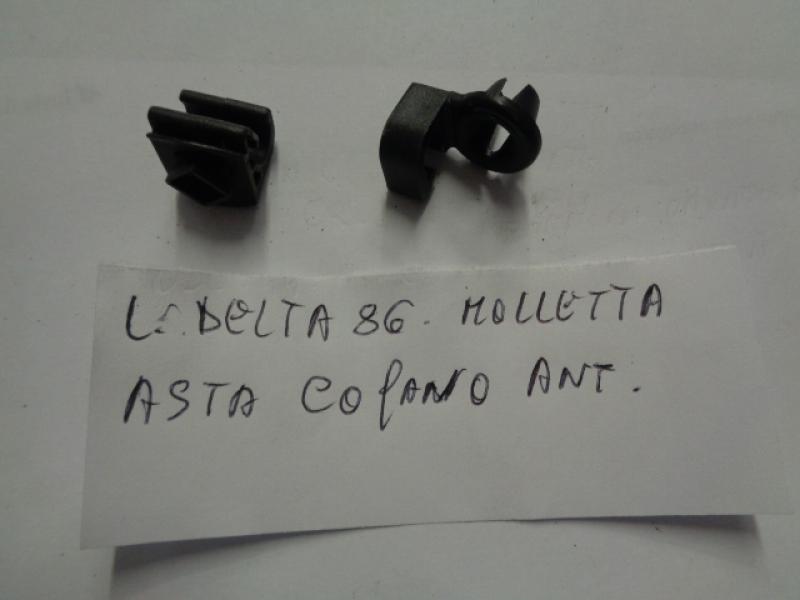 L. DELTA 86. MOLLETTA
ASTA COFANO ANT.